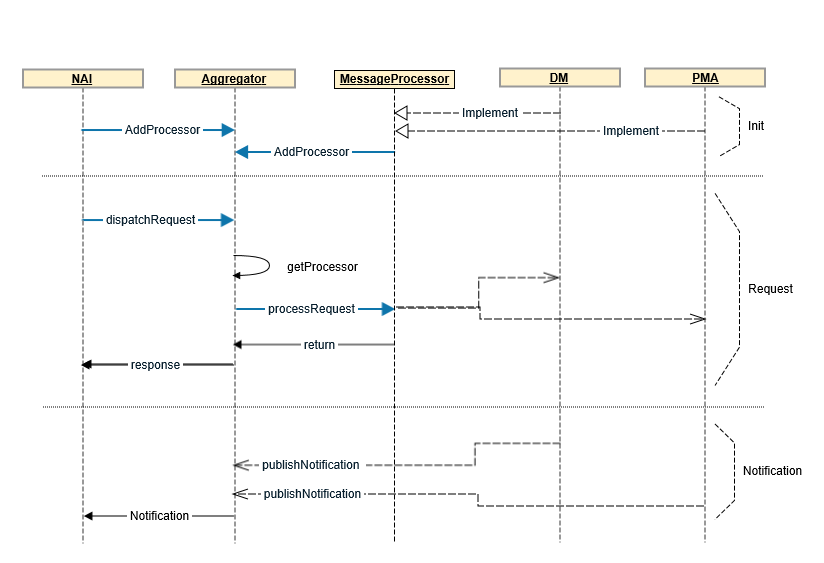 NAI
Aggregator
MessageProcessor
DM
PMA
Implement
AddProcessor
Implement
Init
AddProcessor
dispatchRequest
getProcessor
Request
processRequest
return
response
publishNotification
Notification
publishNotification
Notification